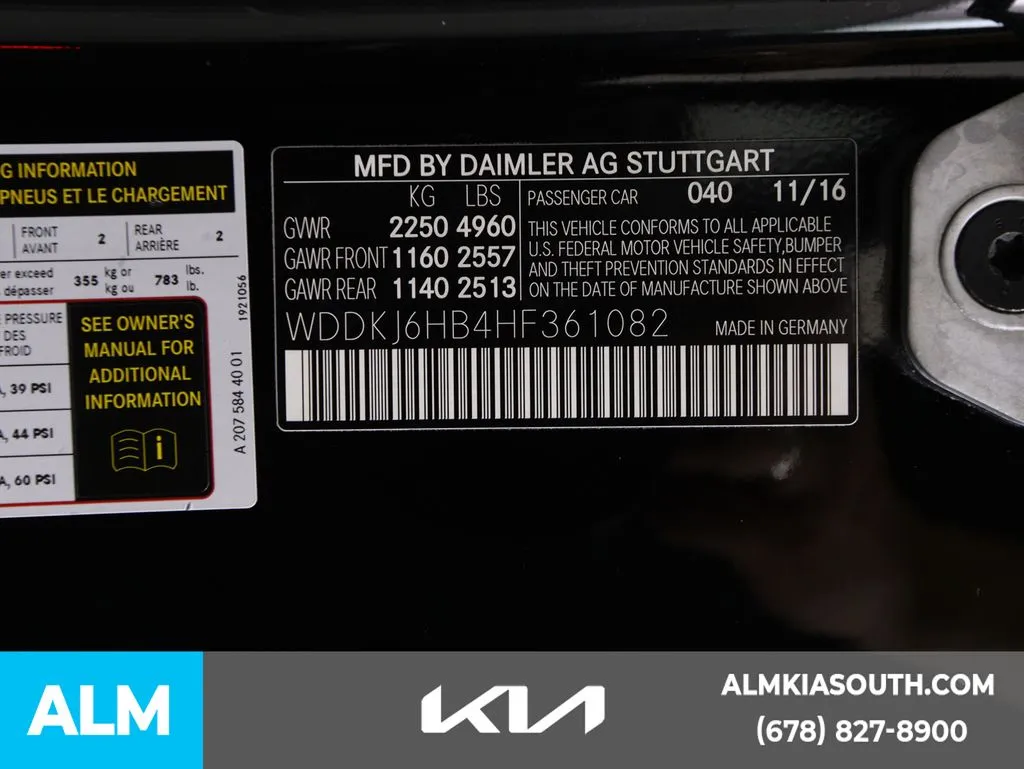 G INFORMATION
PNEUS ET LE CHARGEMENT
FRONT
AVANT
2
REAR
ARRIÈRE
2
er exceed
dépasser
355
kg or
kg ou
783
lbs.
lb.
PRESSURE
DES
FROID
39 PSI
44 PSI
60 PSI
SEE OWNER'S
MANUAL FOR
ADDITIONAL
INFORMATION
i
1921056
A 207 584 40 01
MFD BY DAIMLER AG STUTTGART
KG LBS
GVWR 2250 4960
GAWR FRONT 1160 2557
GAWR REAR 1140 2513
PASSENGER CAR 040 11/16
THIS VEHICLE CONFORMS TO ALL APPLICABLE
U.S. FEDERAL MOTOR VEHICLE SAFETY,BUMPER
AND THEFT PREVENTION STANDARDS IN EFFECT
ON THE DATE OF MANUFACTURE SHOWN ABOVE
WDDKJ6HB4HF361082
MADE IN GERMANY
ALM
KIA
ALMKIASOUTH.COM
(678) 827-8900